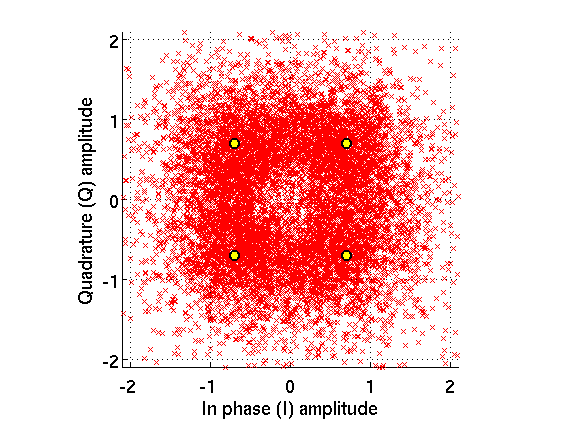 2
1
0
-1
-2
Quadrature (Q) amplitude
-2 -1 0 1 2
In phase (I) amplitude